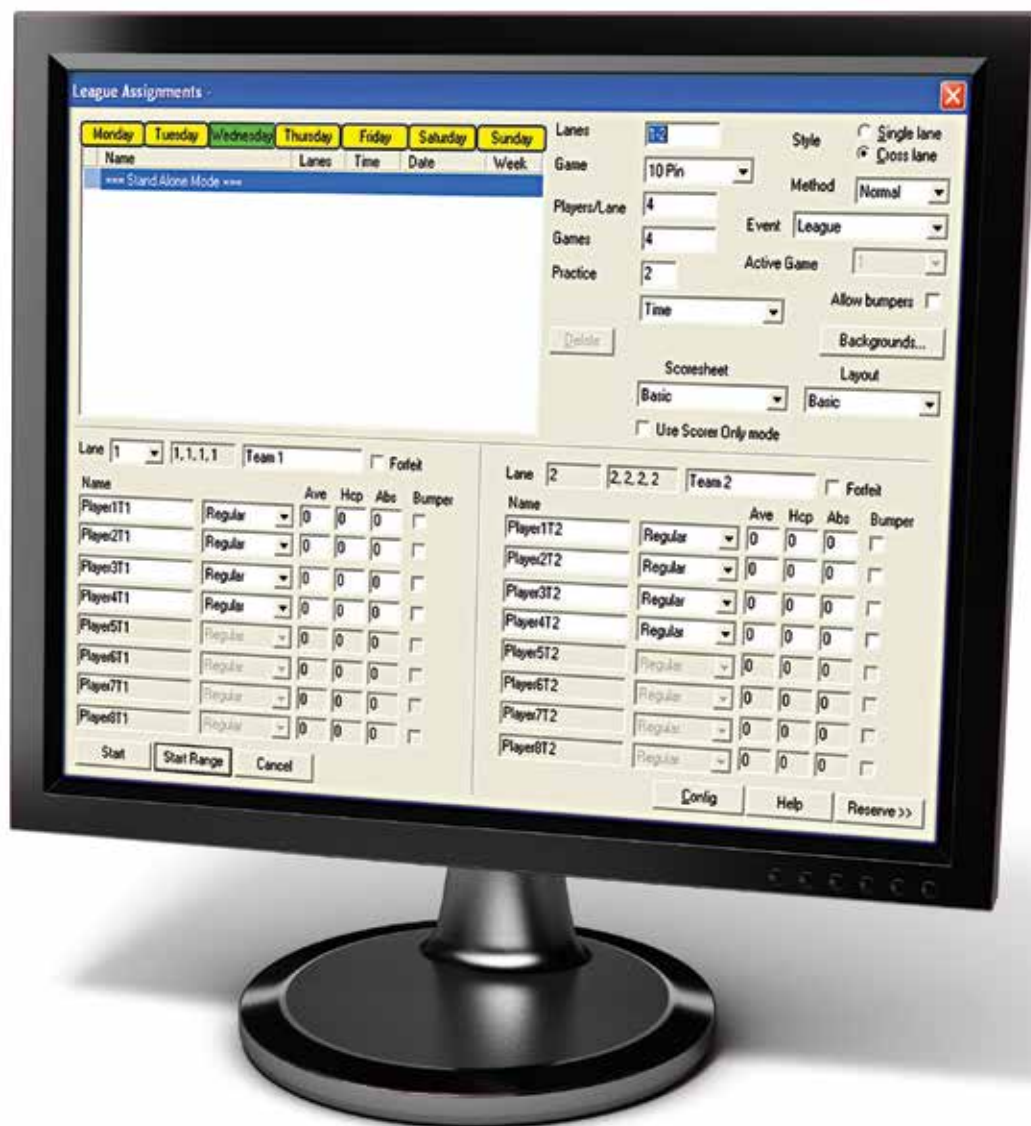 League Assignments -
Monday Tuesday Wednesday Thursday Friday Saturday Sunday
Name Lanes Time Date Week
=== Stand Alone Mode ===
Lanes 1-2
Style Single lane
Cross lane
Game 10 Pin
Method Normal
Players/Lane 4
Event League
Games 4
Active Game 1
Practice 2
Allow bumpers
Time
Delete
Backgrounds...
Scoresheet Layout
Basic Basic
Use Scorer Only mode
Lane 1 1, 1, 1, 1 Team 1 Forfeit
Name Ave Hcp Abs Bumper
Player1T1 Regular 0 0 0
Player2T1 Regular 0 0 0
Player3T1 Regular 0 0 0
Player4T1 Regular 0 0 0
Player5T1 Regular 0 0 0
Player6T1 Regular 0 0 0
Player7T1 Regular 0 0 0
Player8T1 Regular 0 0 0
Start Start Range Cancel
Lane 2 2, 2, 2, 2 Team 2 Forfeit
Name Ave Hcp Abs Bumper
Player1T2 Regular 0 0 0
Player2T2 Regular 0 0 0
Player3T2 Regular 0 0 0
Player4T2 Regular 0 0 0
Player5T2 Regular 0 0 0
Player6T2 Regular 0 0 0
Player7T2 Regular 0 0 0
Player8T2 Regular 0 0 0
Config Help Reserve >>